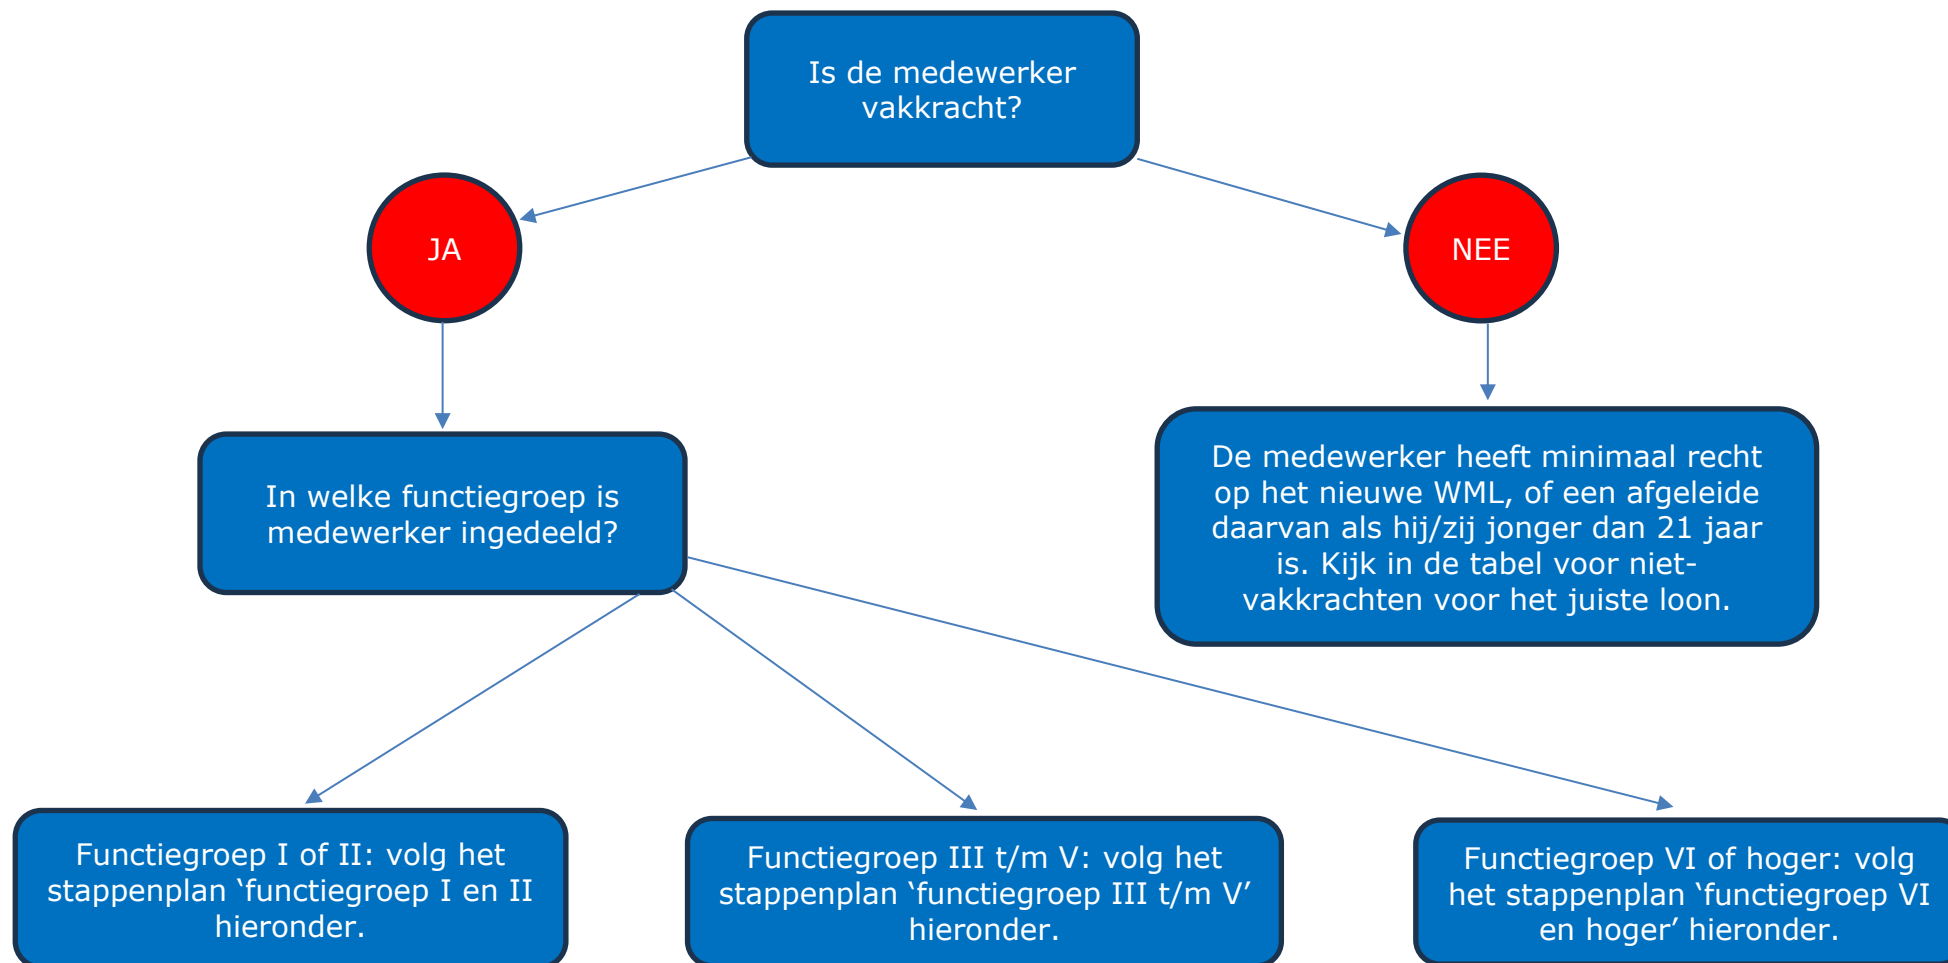 Is de medewerker
vakkracht?
JA
NEE
In welke functiegroep is
medewerker ingedeeld?
De medewerker heeft minimaal recht
op het nieuwe WML, of een afgeleide
daarvan als hij/zij jonger dan 21 jaar
is. Kijk in de tabel voor niet-
vakkrachten voor het juiste loon.
Functiegroep I of II: volg het
stappenplan ‘functiegroep I en II
hieronder.
Functiegroep III t/m V: volg het
stappenplan ‘functiegroep III t/m V’
hieronder.
Functiegroep VI of hoger: volg
het stappenplan ‘functiegroep VI
en hoger’ hieronder.